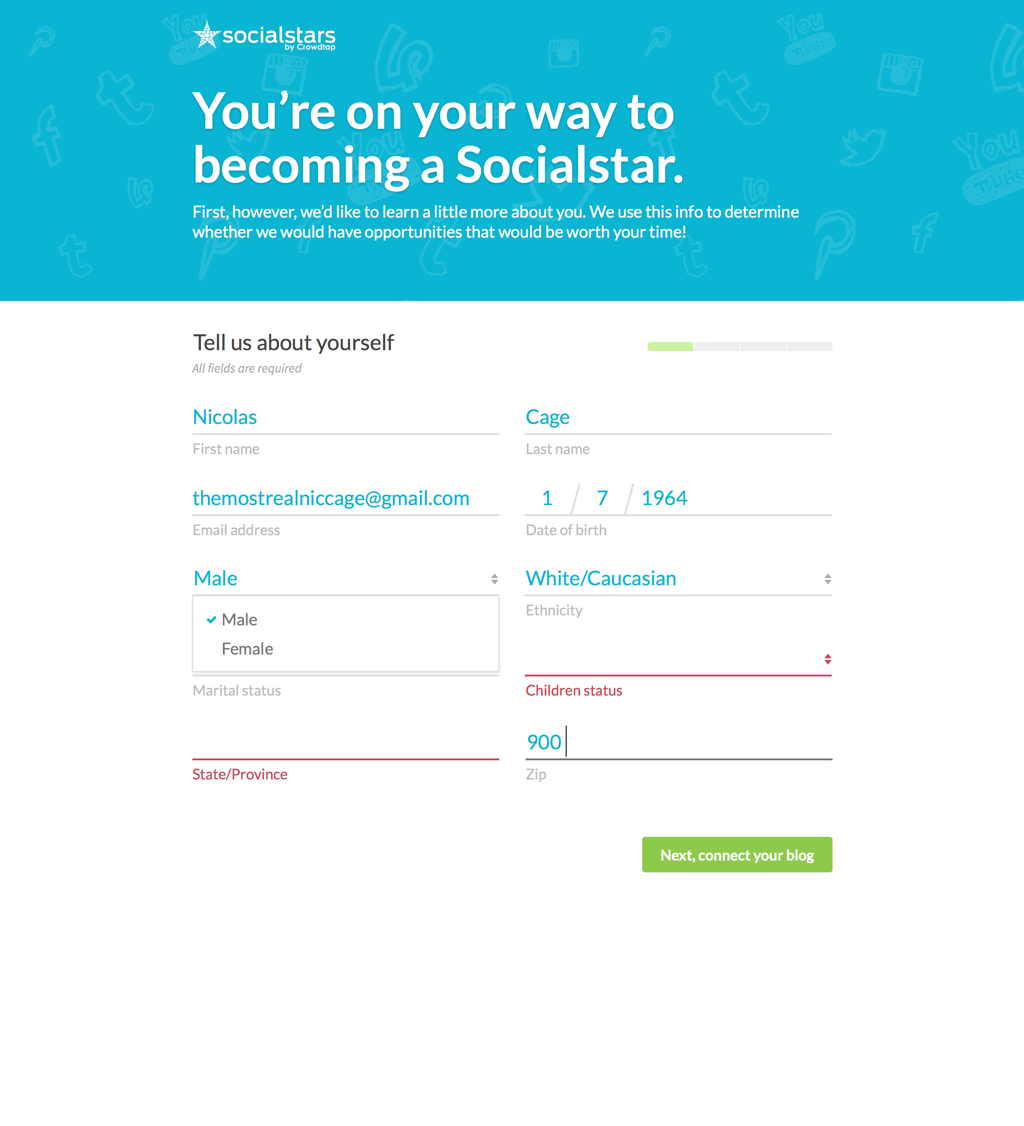 socialstars
by Crowdtap
You're on your way to
becoming a Socialstar.
First, however, we'd like to learn a little more about you. We use this info to determine
whether we would have opportunities that would be worth your time!
Tell us about yourself
All fields are required
Nicolas
Cage
First name
Last name
themostrealniccage@gmail.com
1 / 7 / 1964
Email address
Date of birth
Male
White/Caucasian
Male
Ethnicity
Female
Marital status
Children status
900
State/Province
Zip
Next, connect your blog